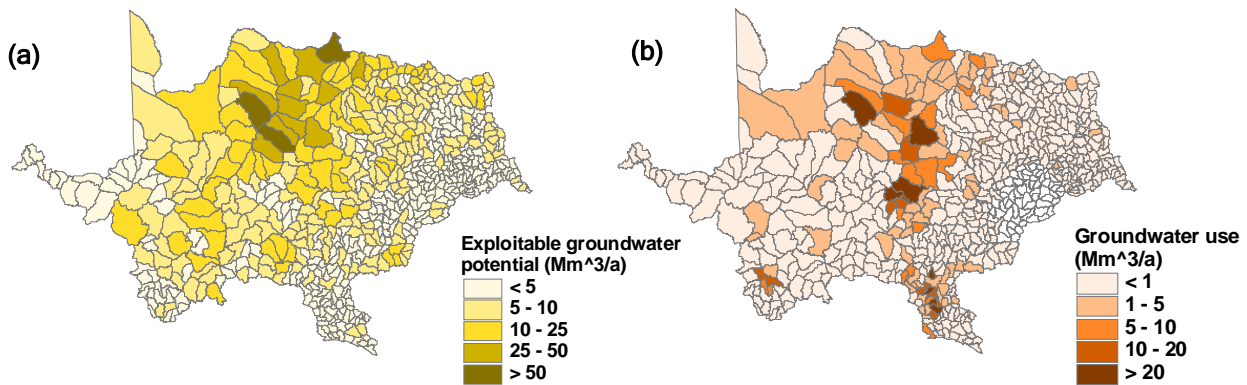 (a)
Exploitable groundwater
potential (Mm^3/a)
< 5
5 - 10
10 - 25
25 - 50
> 50
(b)
Groundwater use
(Mm^3/a)
< 1
1 - 5
5 - 10
10 - 20
> 20